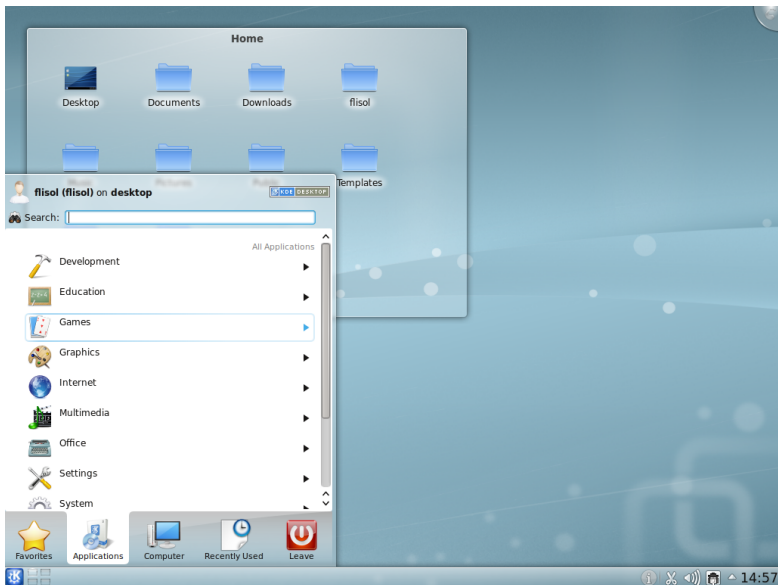 Home
Desktop Documents Downloads flisol
Templates
flisol (flisol) on desktop KDE DESKTOP
Search:
All Applications
Development
Education
Games
Graphics
Internet
Multimedia
Office
Settings
System
Favorites Applications Computer Recently Used Leave
14:57